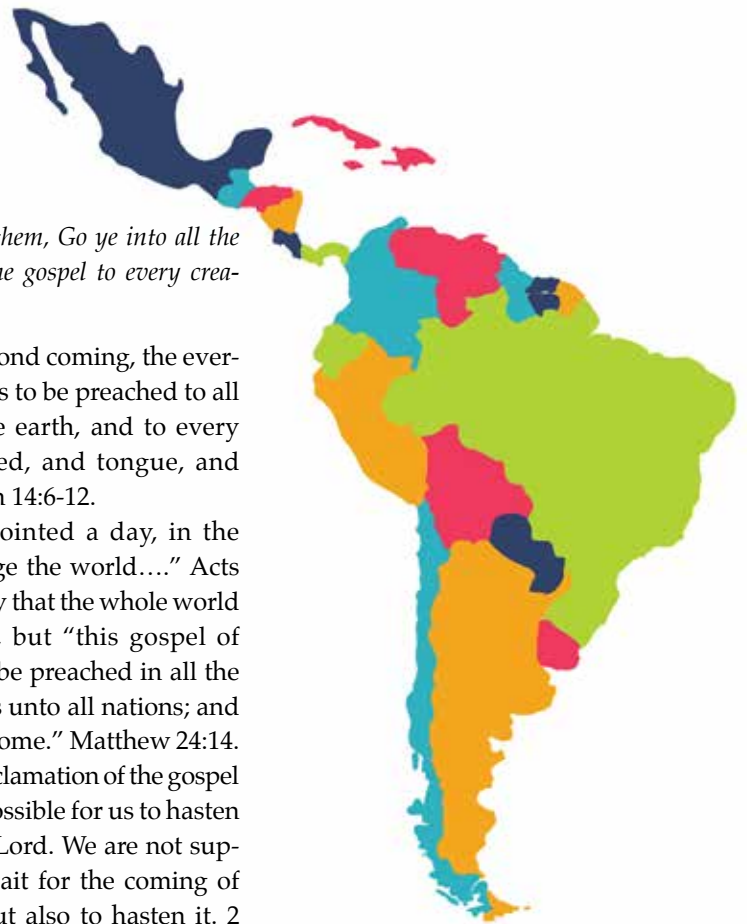 hem, Go ye into all the
e gospel to every crea-
ond coming, the ever-
s to be preached to all
e earth, and to every
ed, and tongue, and
n 14:6-12.
ointed a day, in the
ge the world....” Acts
y that the whole world
but “this gospel of
be preached in all the
s unto all nations; and
ome.” Matthew 24:14.
clamation of the gospel
ossible for us to hasten
Lord. We are not sup-
ait for the coming of
ut also to hasten it. 2